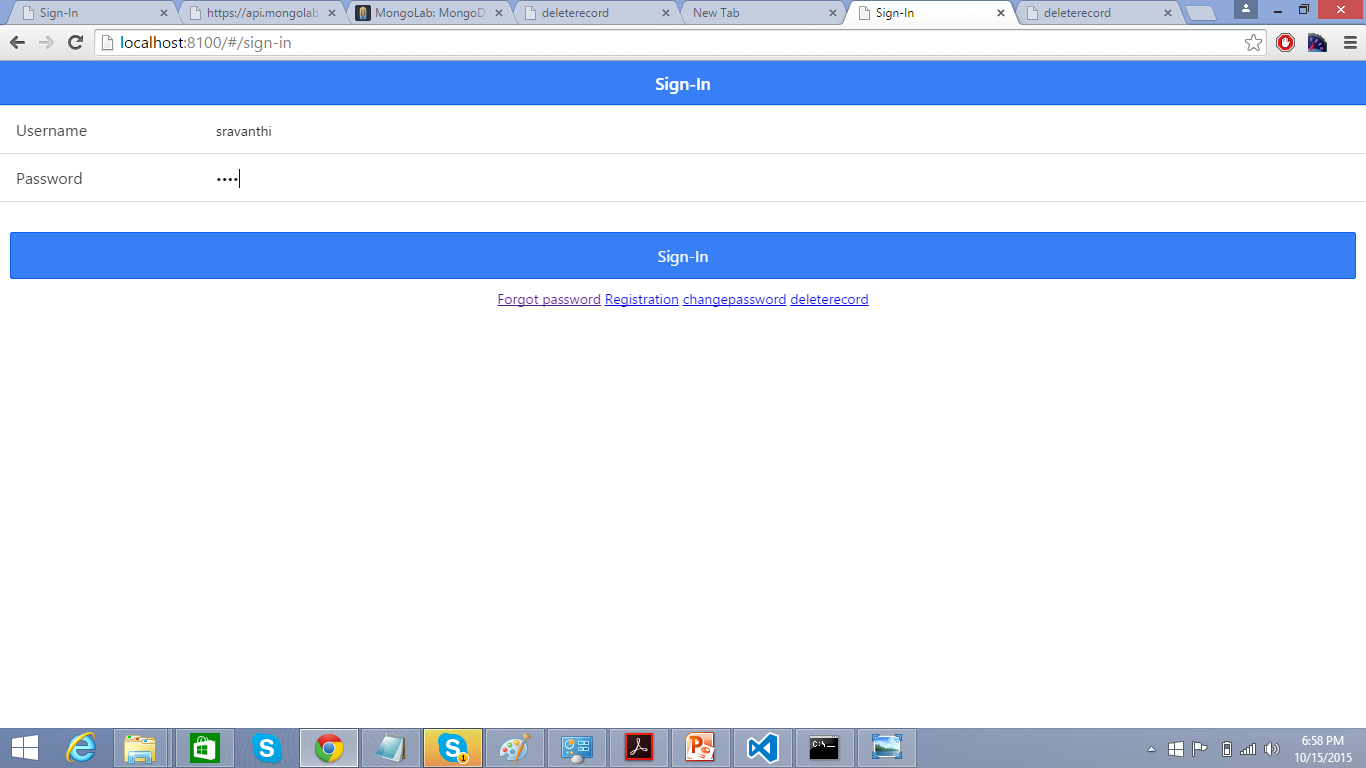 Sign-In https://api.mongolab MongoLab: MongoD deleterecord New Tab Sign-In deleterecord
localhost:8100/#/sign-in
Sign-In
Username sravanthi
Password ••••
Sign-In
Forgot password Registration changepassword deleterecord
6:58 PM
10/15/2015